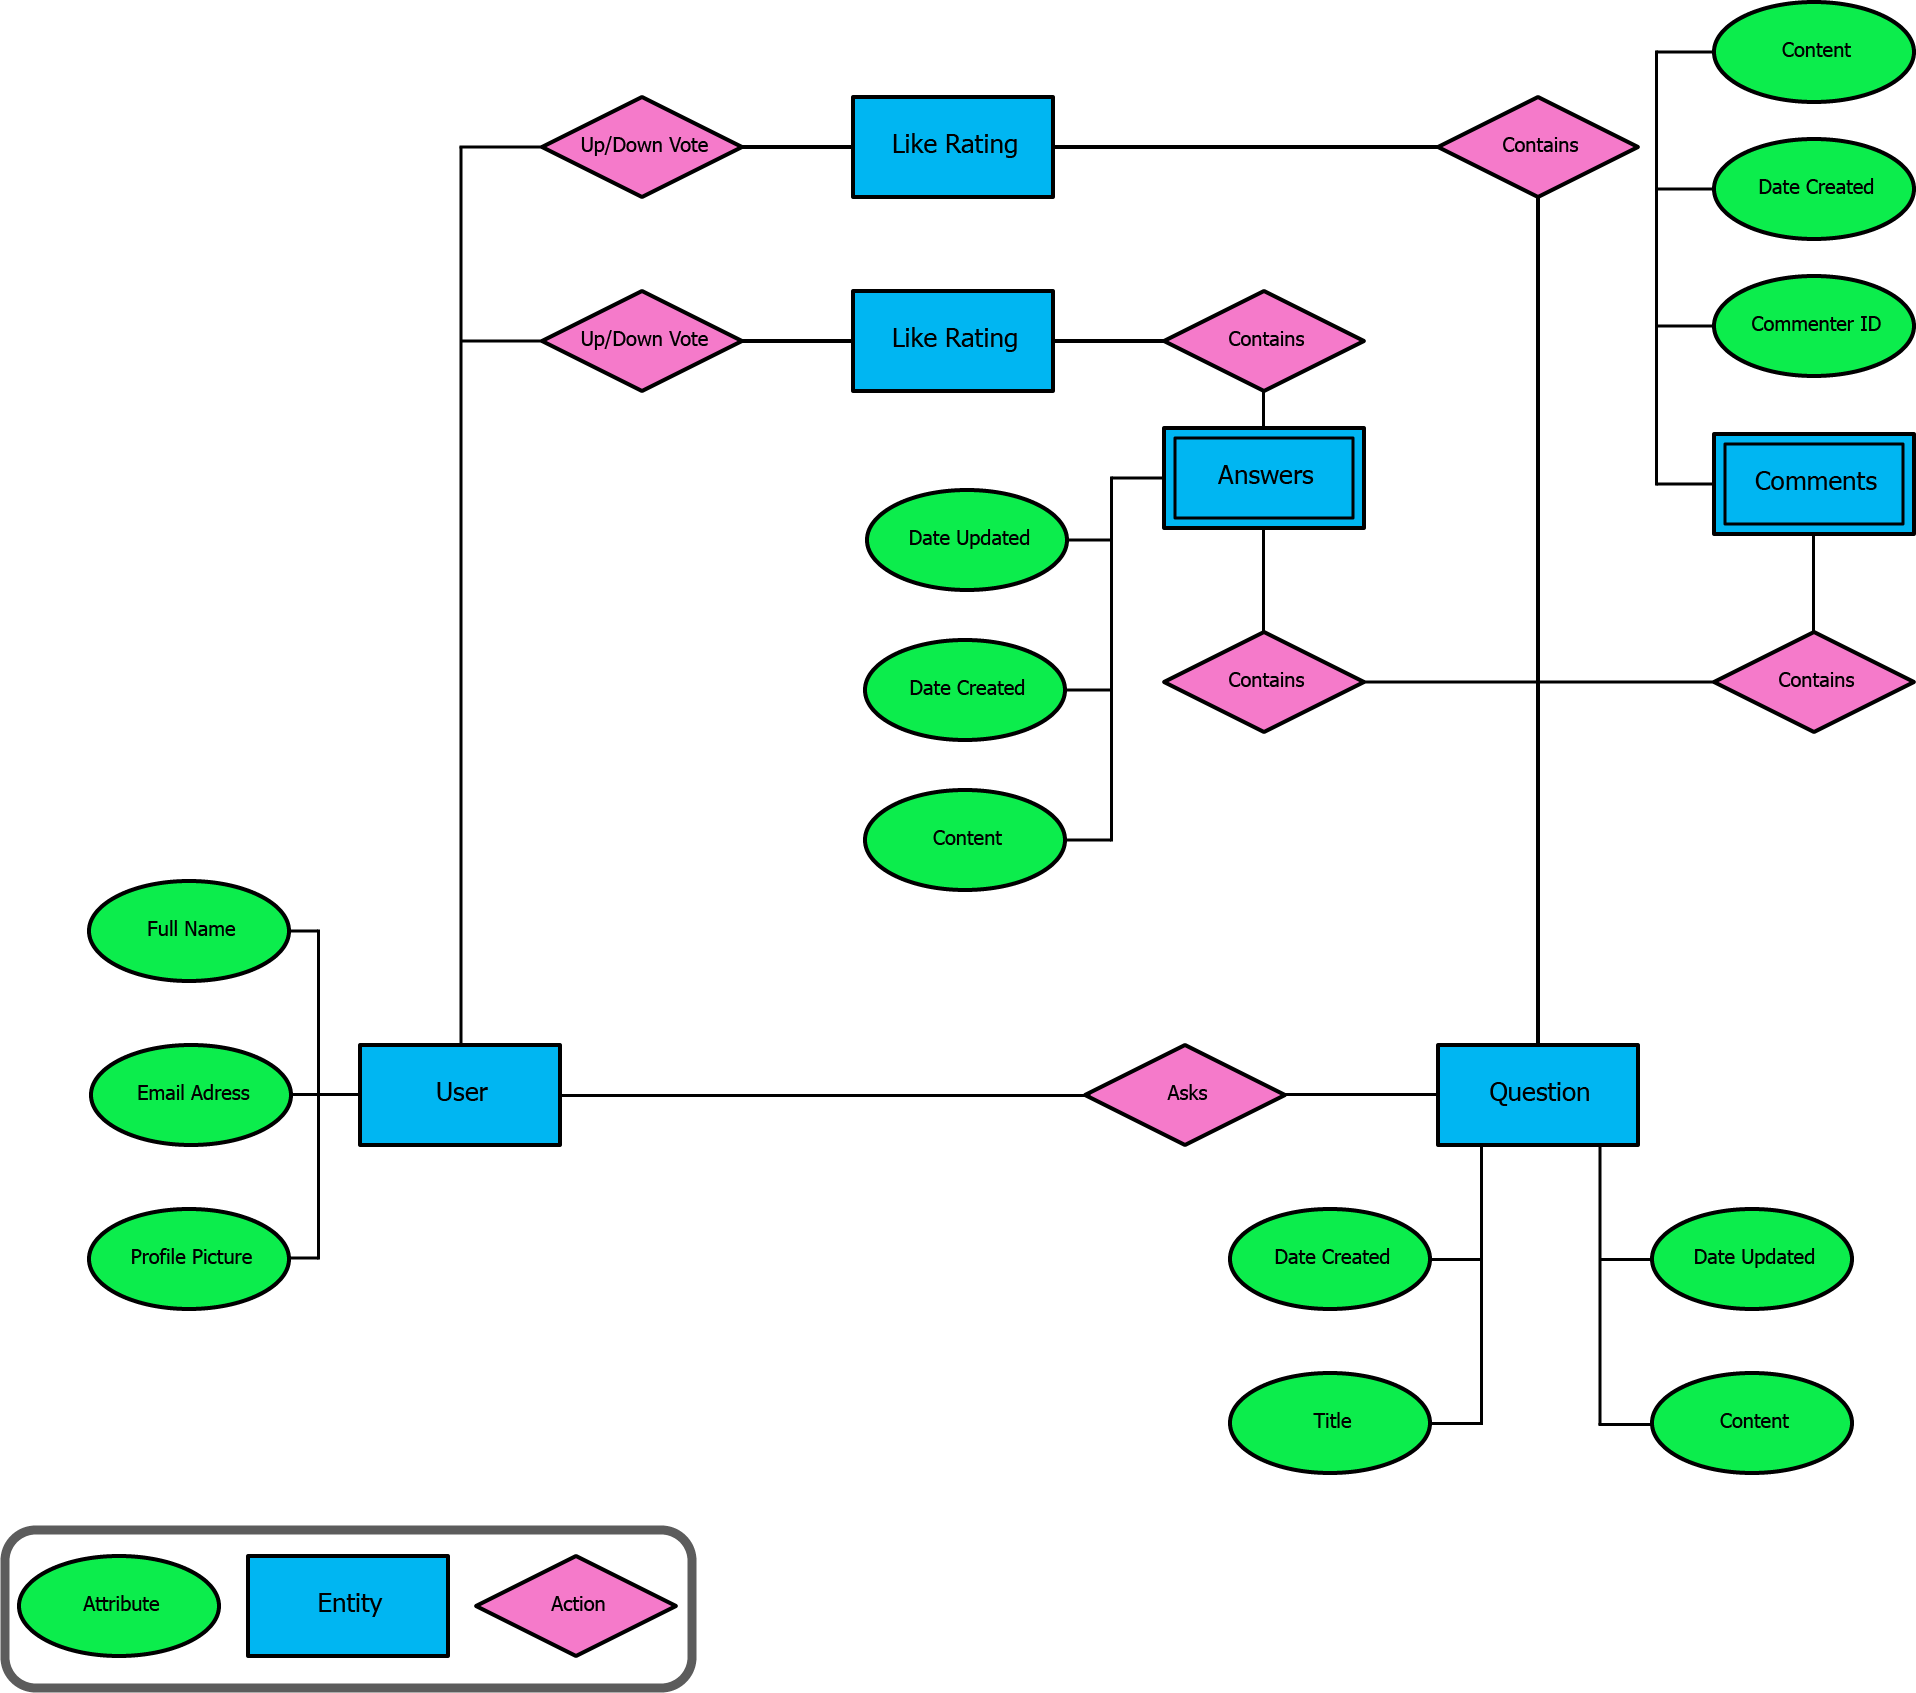 Content
Up/Down Vote
Like Rating
Contains
Date Created
Up/Down Vote
Like Rating
Contains
Commenter ID
Answers
Comments
Date Updated
Date Created
Contains
Contains
Content
Full Name
Email Adress
User
Asks
Question
Profile Picture
Date Created
Date Updated
Title
Content
Attribute
Entity
Action